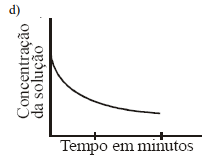 d)
Concentração
da solução
Tempo em minutos